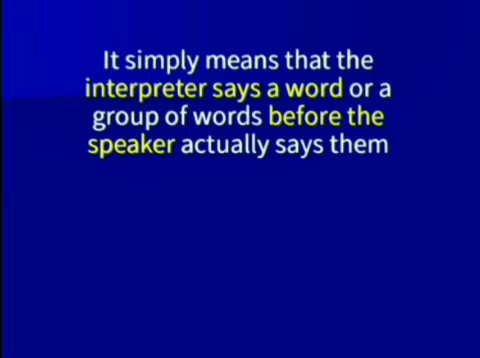 It simply means that the
interpreter says a word or a
group of words before the
speaker actually says them